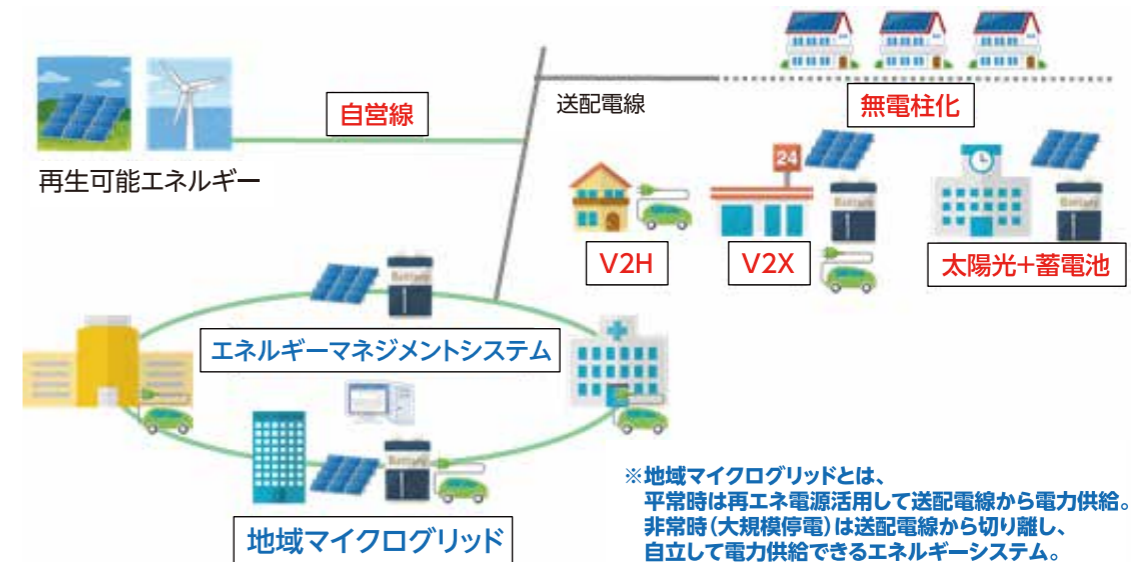 自営線
送配電線
無電柱化
再生可能エネルギー
24
Battery
Battery
V2H
V2X
太陽光+蓄電池
Battery
エネルギーマネジメントシステム
Battery
地域マイクログリッド
※地域マイクログリッドとは、
平常時は再エネ電源活用して送配電線から電力供給。
非常時(大規模停電)は送配電線から切り離し、
自立して電力供給できるエネルギーシステム。